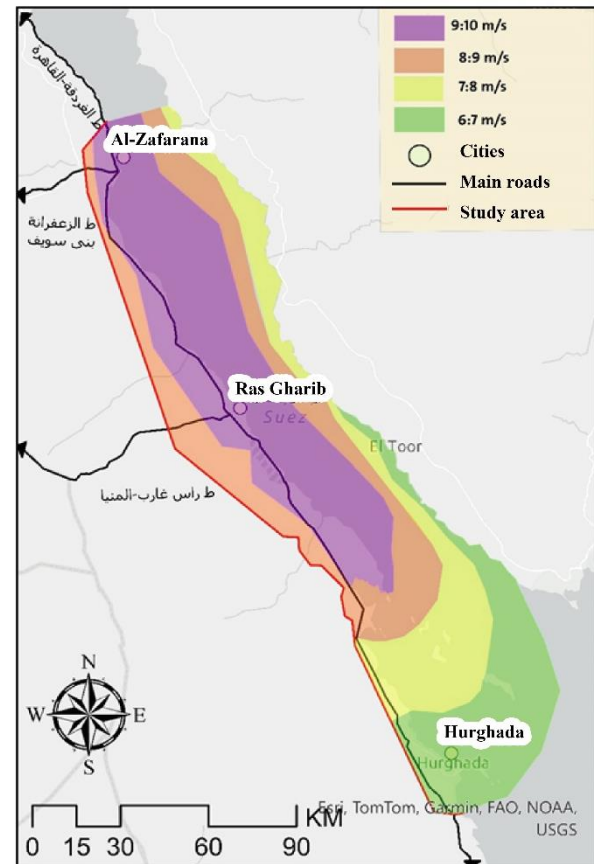 9:10 m/s
8:9 m/s
7:8 m/s
6:7 m/s
Cities
Main roads
Study area
ط الغردقة-القاهرة
Al-Zafarana
ط الزعفرانة
بنى سويف
Ras Gharib
Suez
El Toor
ط راس غارب-المنيا
N
W E
S
Hurghada
Hurghada
Esri, TomTom, Garmin, FAO, NOAA,
USGS
KM
0 15 30 60 90